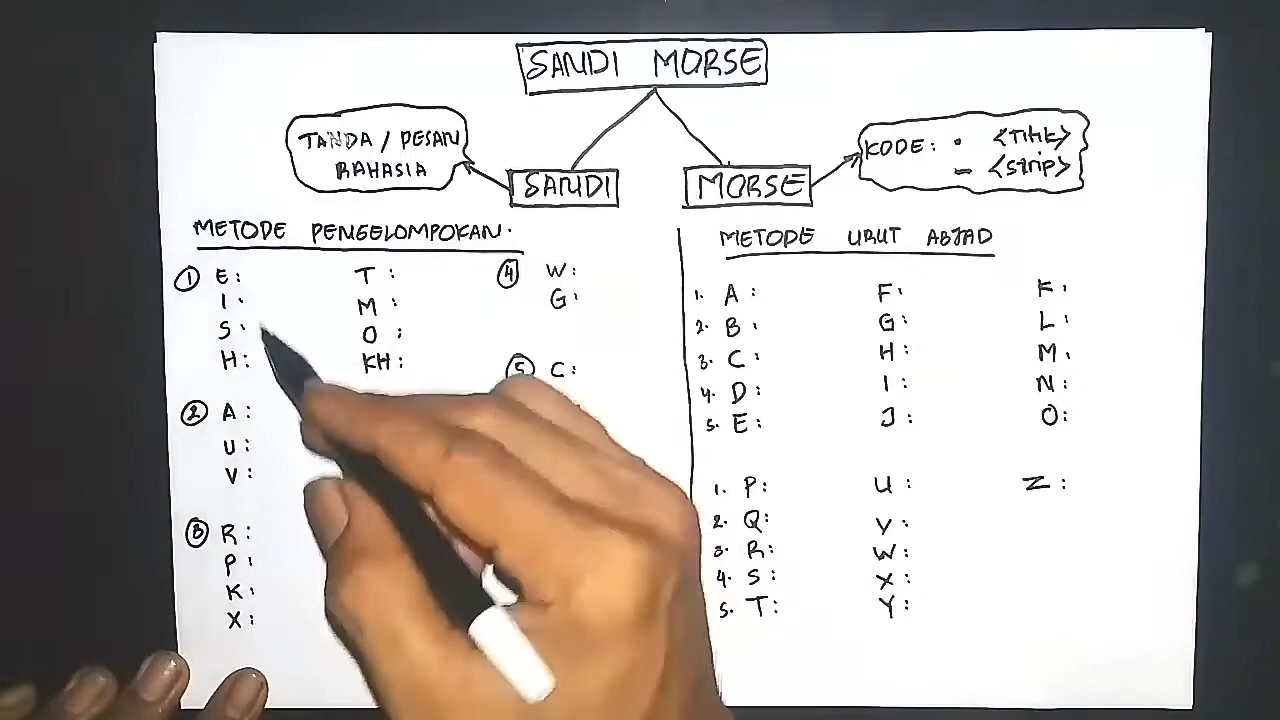 SANDI MORSE
TANDA / PESAN
RAHASIA
SANDI
MORSE
KODE: • <Titik>
– <strip>
METODE PENGELOMPOKAN.
1 E: T: 4 W:
I: M: G:
S: O:
H: KH: 5 C:
2 A:
U:
V:
3 R:
P:
K:
X:
METODE URUT ABJAD
1. A: F: K:
2. B: G: L:
3. C: H: M:
4. D: I: N:
5. E: J: O:
1. P: U: Z:
2. Q: V:
3. R: W:
4. S: X:
5. T: Y: